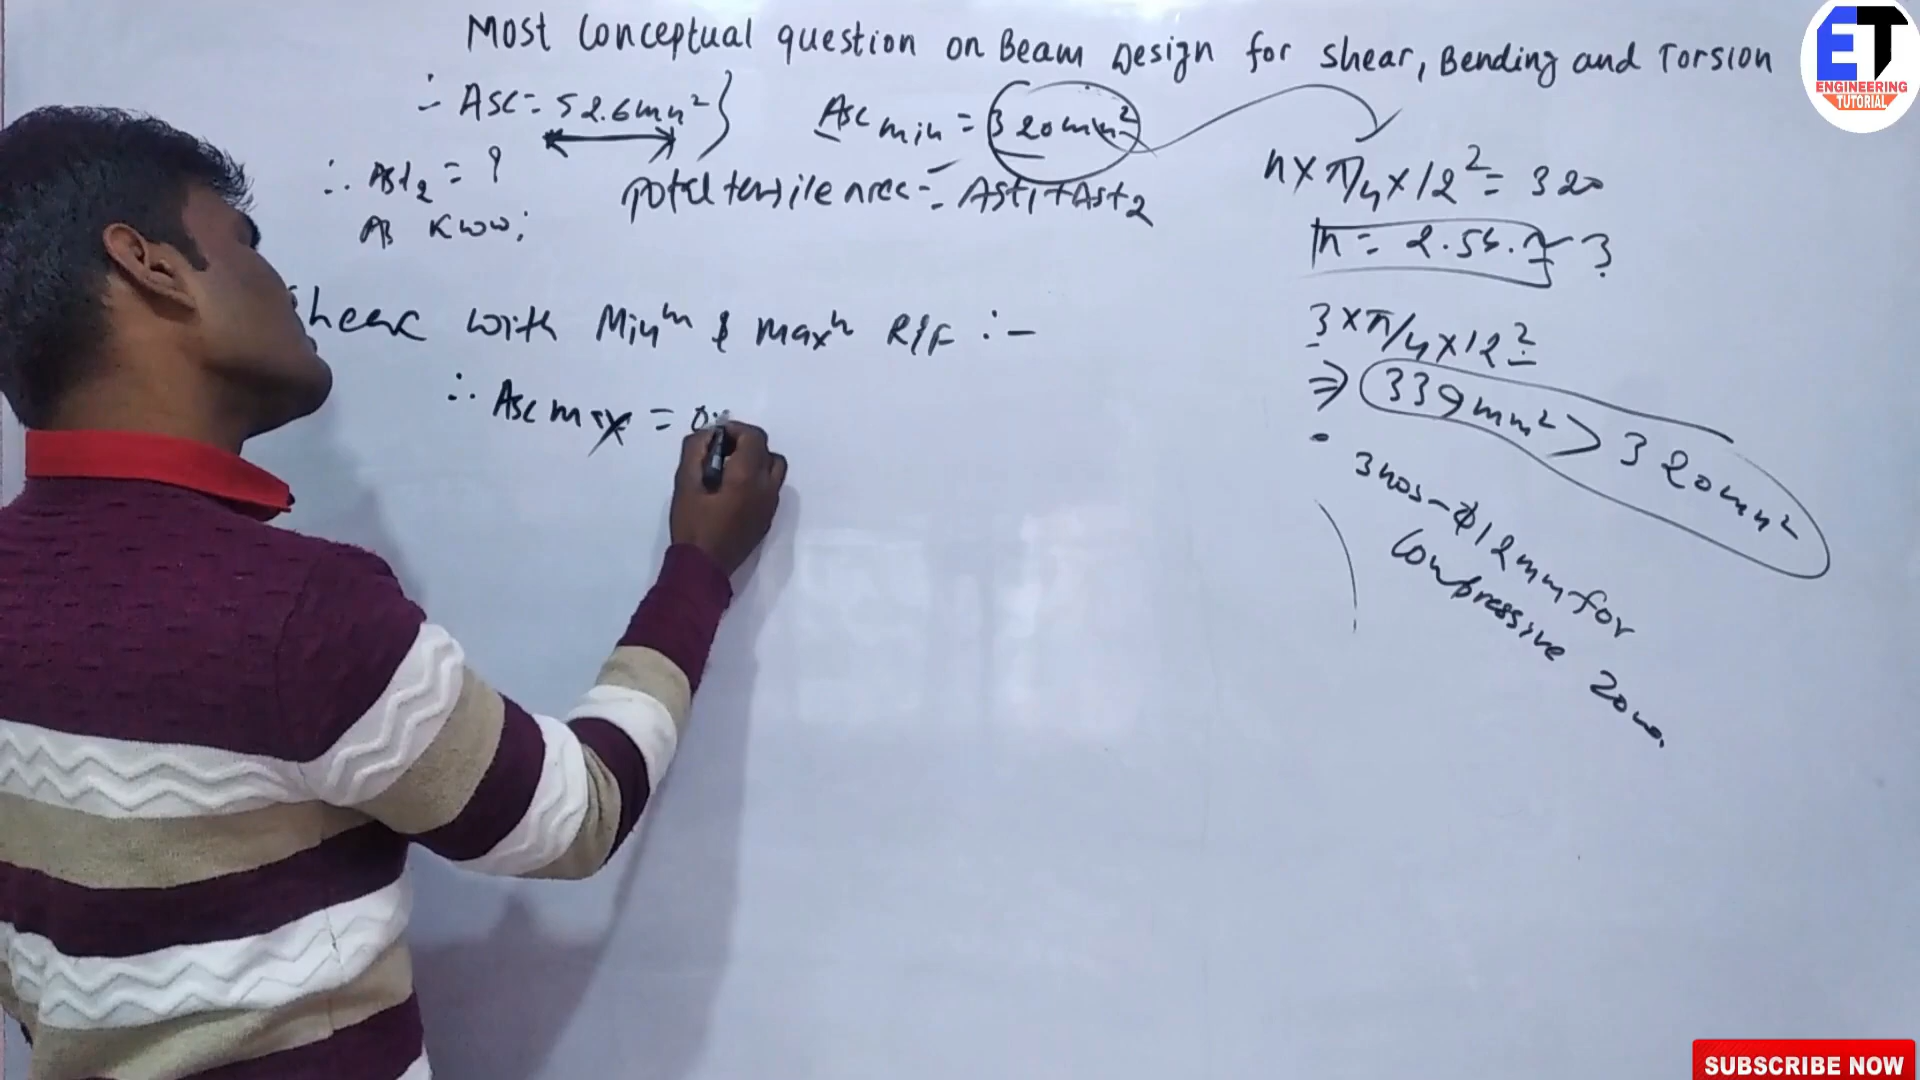 Most Conceptual question on Beam Design for shear, Bending and Torsion
ET
ENGINEERING
TUTORIAL
∴ Asc = 52.6mm² }
Asc min = 320mm²
∴ Ast2 = ?
Total tensile area = Ast1 + Ast2
As Know;
n × π/4 × 12² = 320
n = 2.54. ≈ 3
with Minᵐ & maxᵐ R/F :-
∴ Asc max = 0.
3 × π/4 × 12²
⇒ 339mm² > 320mm²
3nos - ϕ12mm for
Compressive zone.
SUBSCRIBE NOW